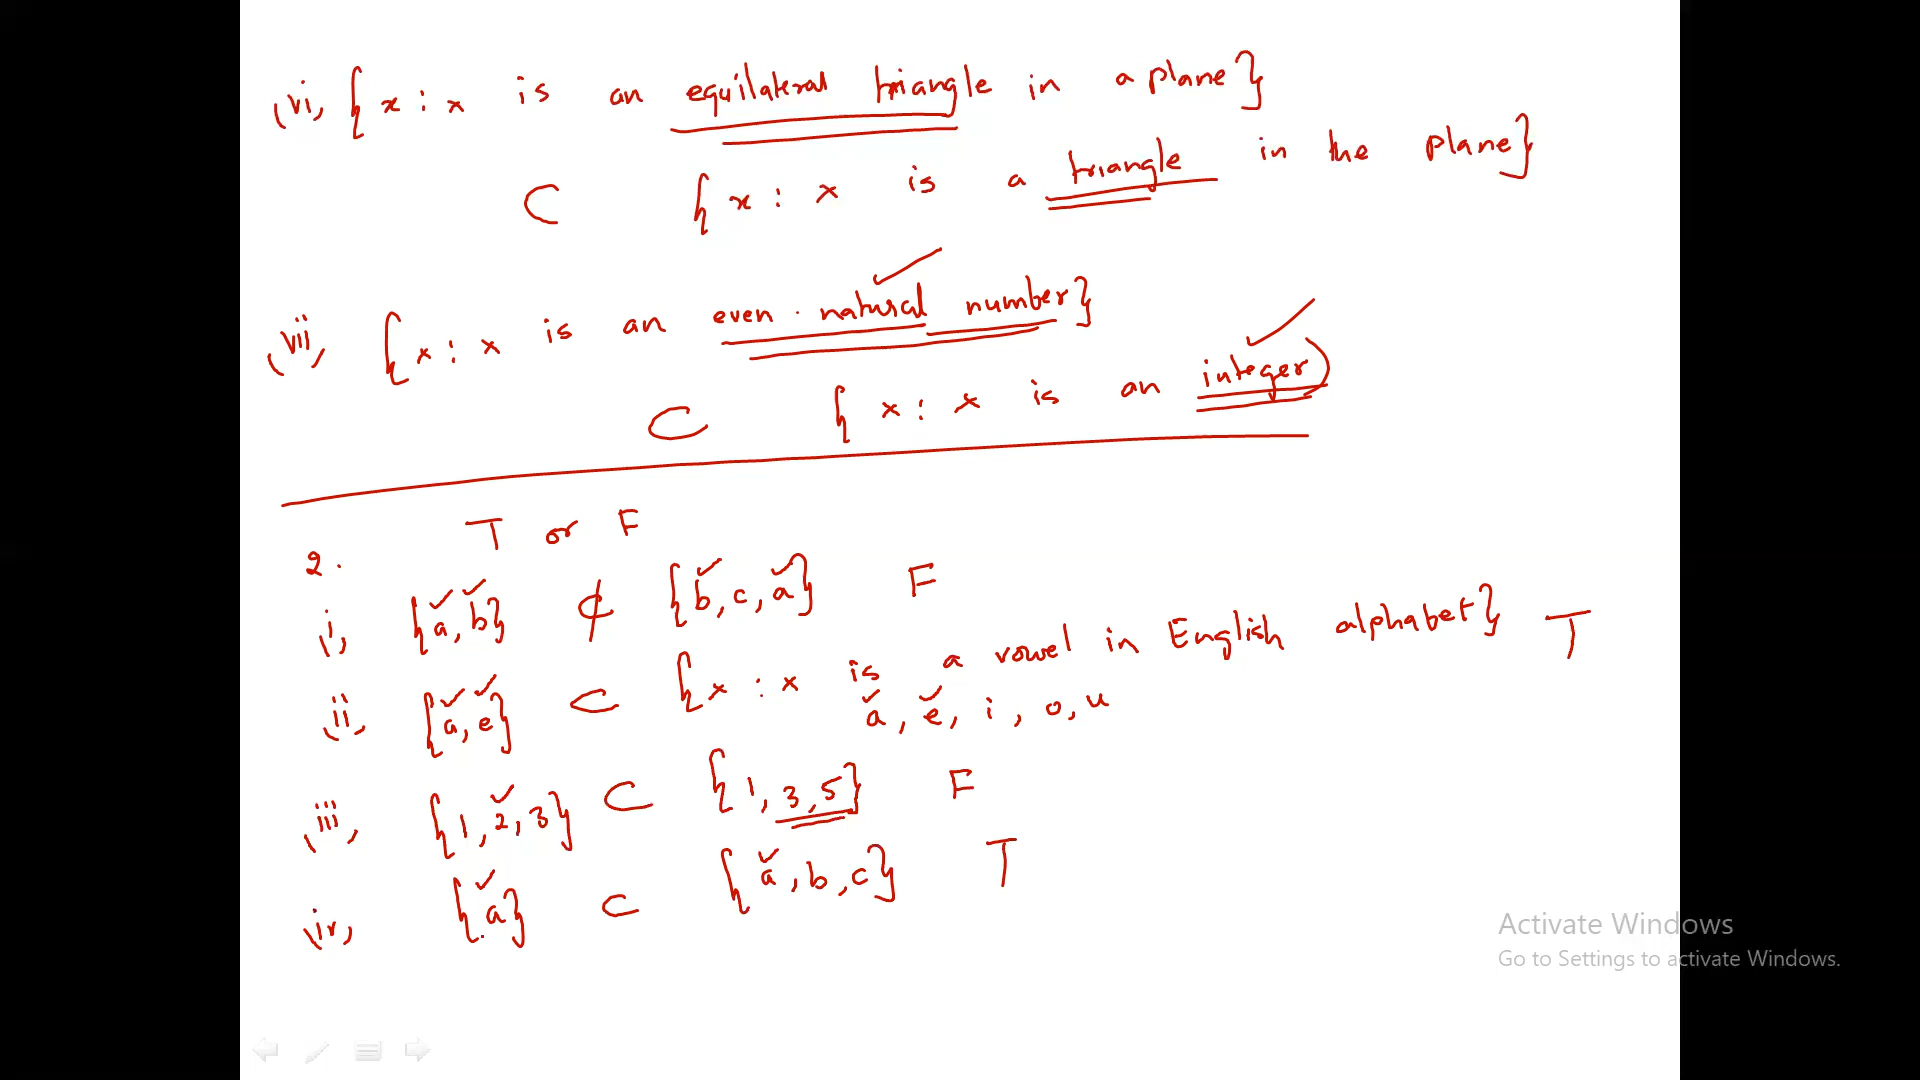 (vi) {x : x is an equilateral triangle in a plane}
⊂ {x : x is a triangle in the plane}
(vii) {x : x is an even natural number}
⊂ {x : x is an integer}
2. T or F
(i) {a, b} ⊄ {b, c, a} F
(ii) {a, e} ⊂ {x : x is a vowel in English alphabet} T
a, e, i, o, u
(iii) {1, 2, 3} ⊂ {1, 3, 5} F
(iv) {a} ⊂ {a, b, c} T
Activate Windows
Go to Settings to activate Windows.